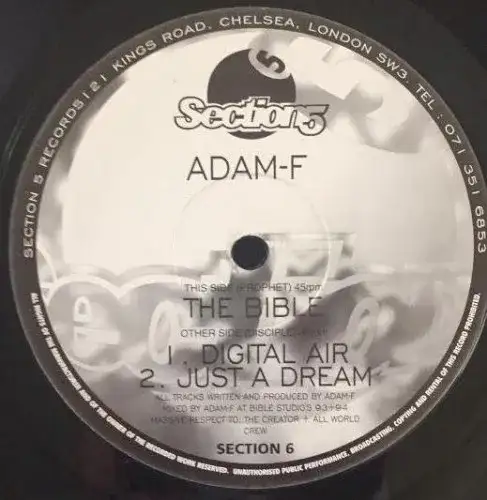 SECTION 5 RECORDS 121 KINGS ROAD, CHELSEA, LONDON SW3. TEL: 071 351 6853
5
Section5
ADAM-F
THIS SIDE (PROPHET) 45rpm
THE BIBLE
OTHER SIDE (DISCIPLE)
1. DIGITAL AIR
2. JUST A DREAM
ALL TRACKS WRITTEN AND PRODUCED BY ADAM-F
MIXED BY ADAM-F AT BIBLE STUDIO'S 93+94
MASSIVE RESPECT TO THE CREATOR + ALL WORLD
CREW
SECTION 6
ALL RIGHTS OF THE MANUFACTURER AND OF THE OWNER OF THE RECORDED WORK RESERVED. UNAUTHORISED PUBLIC PERFORMANCE, BROADCASTING, COPYING AND RENTAL OF THIS RECORD PROHIBITED.